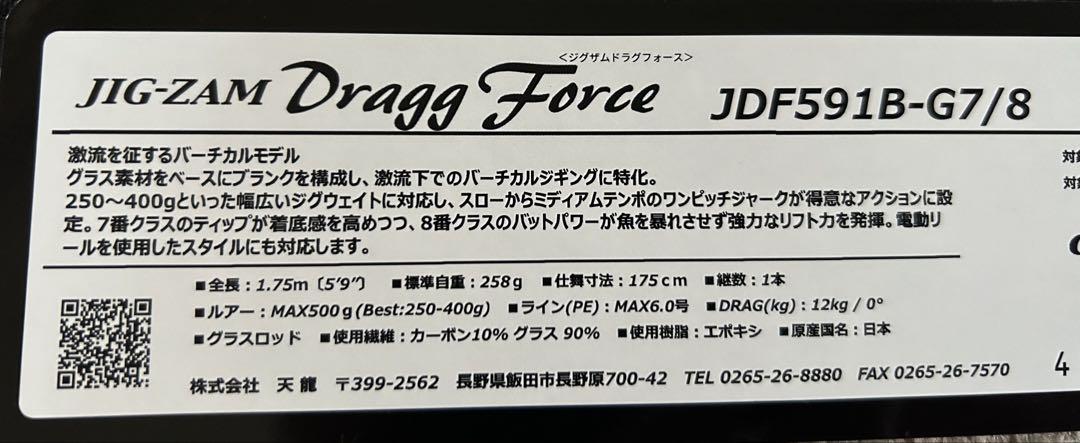 <ジグザムドラグフォース>
JIG-ZAM Dragg Force JDF591B-G7/8
激流を征するバーチカルモデル
グラス素材をベースにブランクを構成し、激流下でのバーチカルジギングに特化。
250～400gといった幅広いジグウェイトに対応し、スローからミディアムテンポのワンピッチジャークが得意なアクションに設
定。7番クラスのティップが着底感を高めつつ、8番クラスのバットパワーが魚を暴れさせず強力なリフト力を発揮。電動リ
ールを使用したスタイルにも対応します。
対
対
■全長：1.75m〔5'9"〕 ■標準自重：258g ■仕舞寸法：175cm ■継数：1本
■ルアー：MAX500g(Best:250-400g) ■ライン(PE)：MAX6.0号 ■DRAG(kg)：12kg / 0°
■グラスロッド ■使用繊維：カーボン10% グラス 90% ■使用樹脂：エポキシ ■原産国名：日本
株式会社 天龍 〒399-2562 長野県飯田市長野原700-42 TEL 0265-26-8880 FAX 0265-26-7570
4